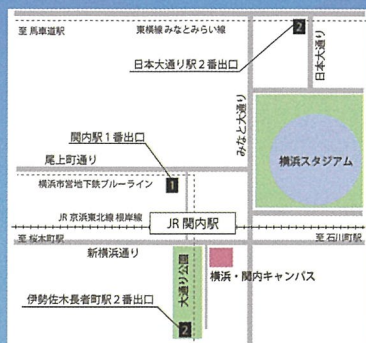 至 馬車道駅
東横線 みなとみらい線
2
日本大通り駅2番出口
日本大通り
みなと大通り
関内駅1番出口
尾上町通り
横浜スタジアム
横浜市営地下鉄ブルーライン
1
JR 京浜東北線 根岸線
JR 関内駅
至 桜木町駅
至 石川町駅
新横浜通り
大通り公園
横浜・関内キャンパス
伊勢佐木長者町駅2番出口
2